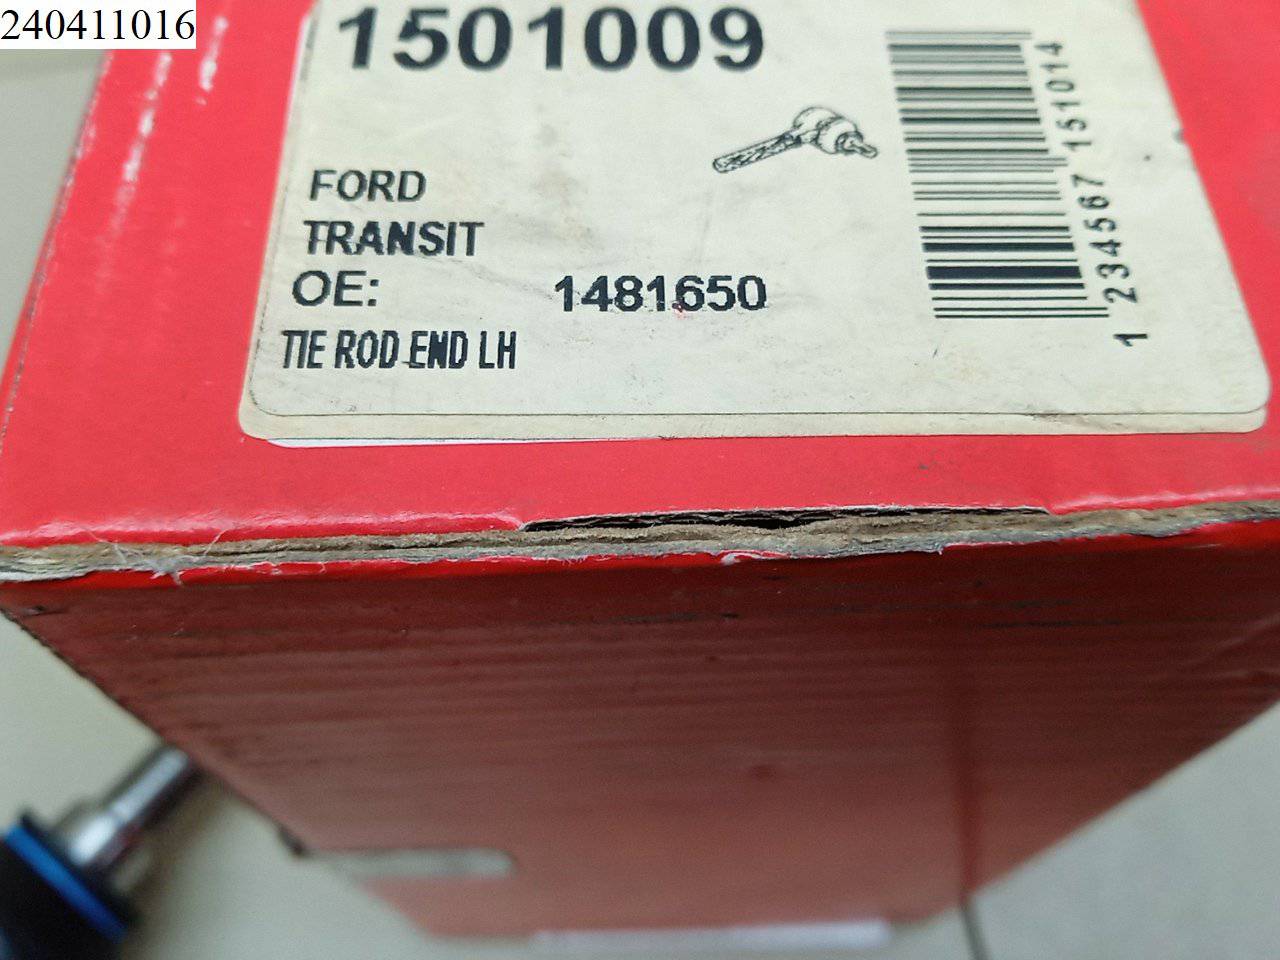 240411016
1501009
FORD
TRANSIT
OE: 1481650
TIE ROD END LH
1 234567 151014